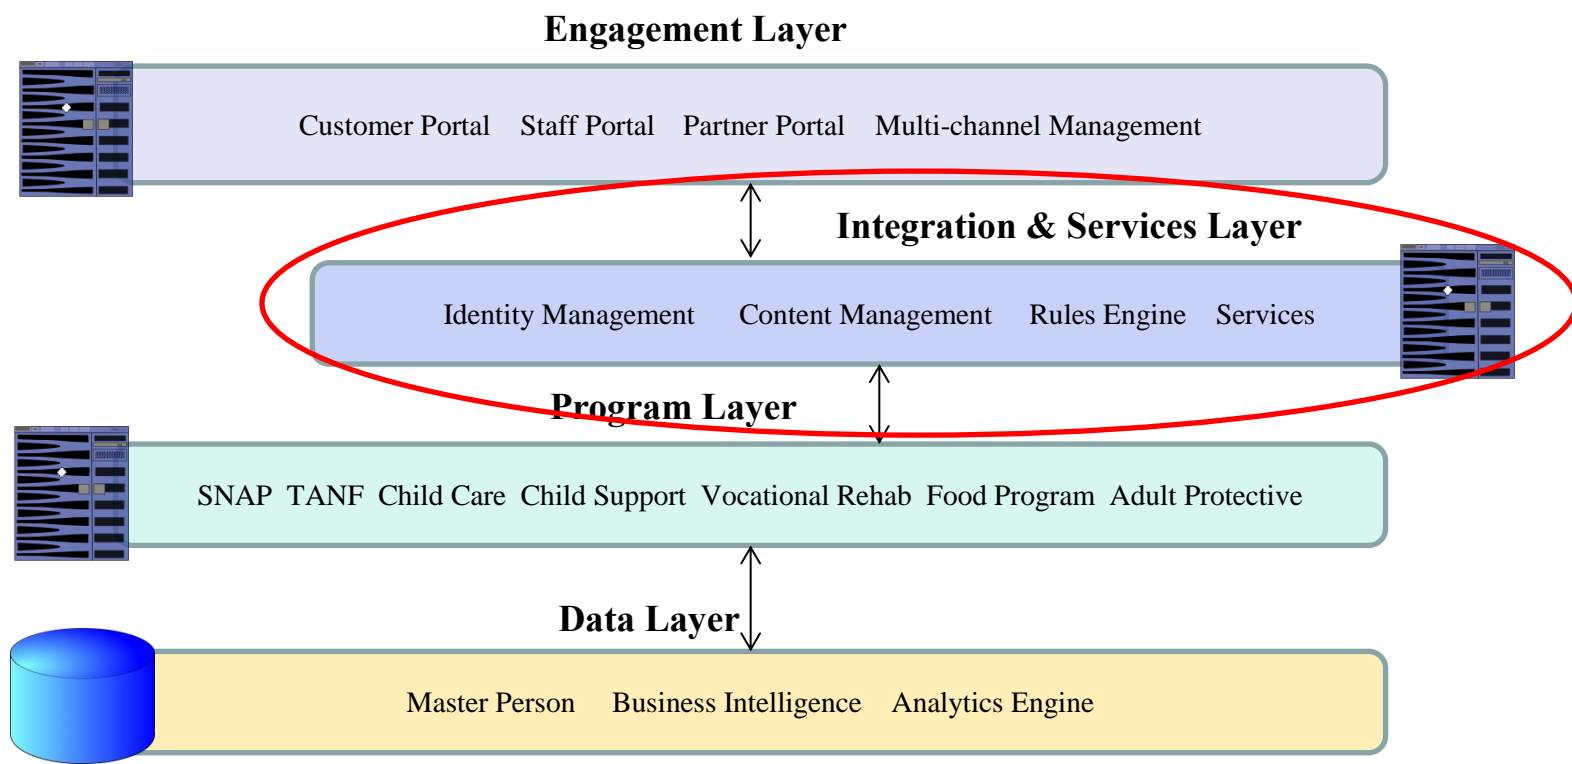 Engagement Layer
Customer Portal Staff Portal Partner Portal Multi-channel Management
Integration & Services Layer
Identity Management Content Management Rules Engine Services
Program Layer
SNAP TANF Child Care Child Support Vocational Rehab Food Program Adult Protective
Data Layer
Master Person Business Intelligence Analytics Engine